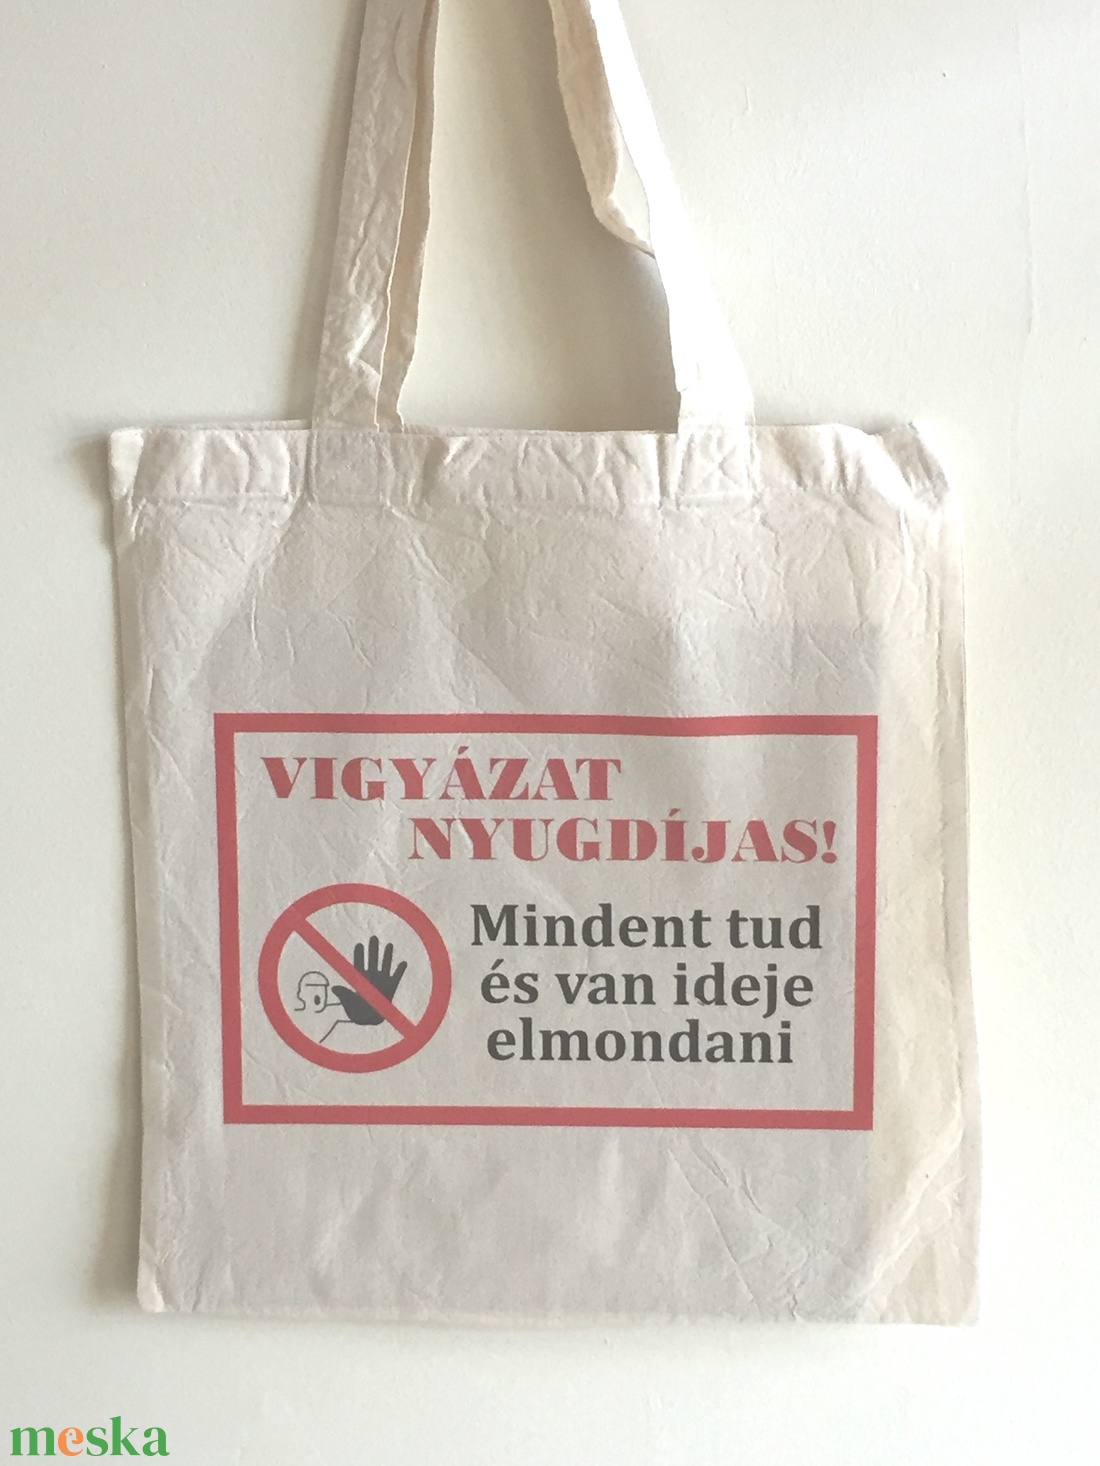 VIGYÁZAT
NYUGDÍJAS!
Mindent tud
és van ideje
elmondani
meska